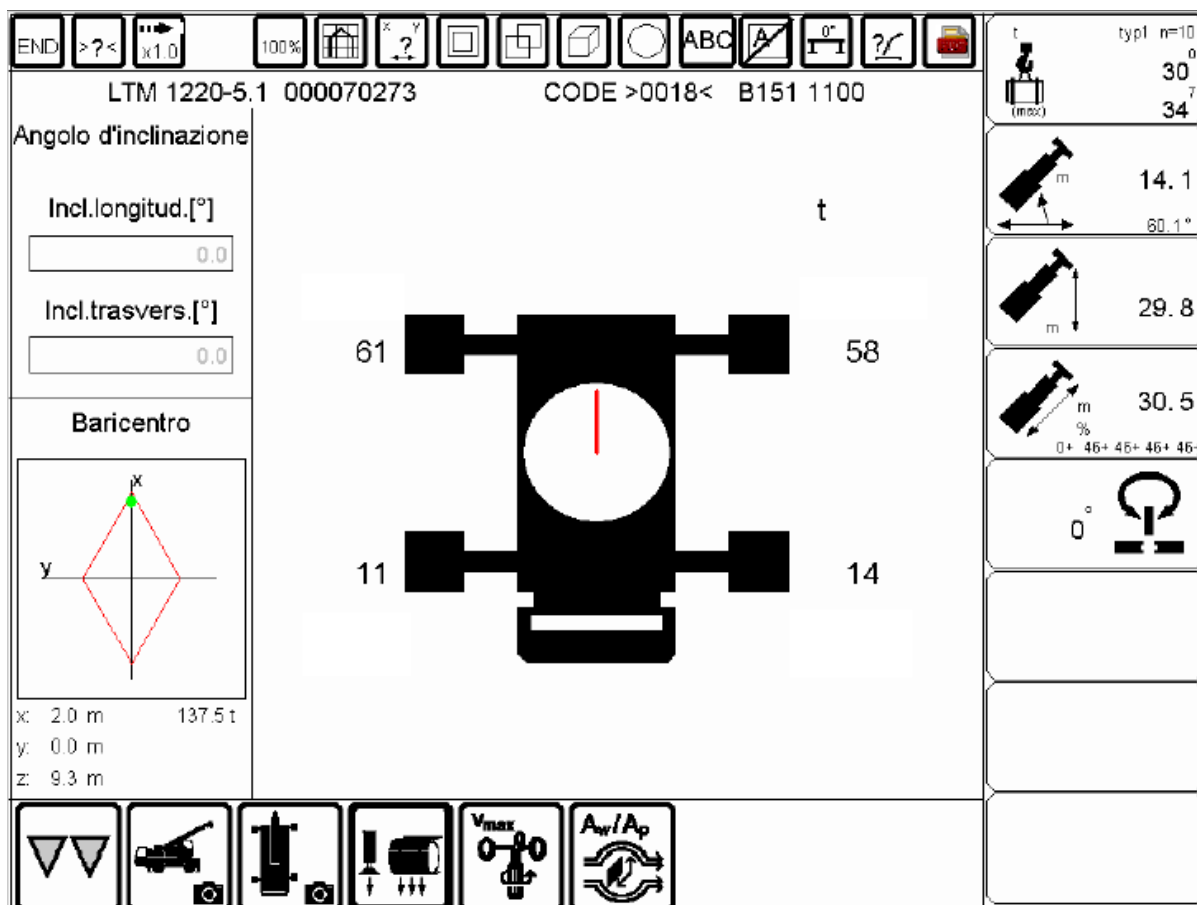 END >?< x1.0 100% X Y ? ABC A 0° ?
LTM 1220-5.1 000070273 CODE >0018< B151 1100
t typ1 n=10
30 0
34 7
(max)
Angolo d'inclinazione
Incl.longitud.[°]
0.0
Incl.trasvers.[°]
0.0
Baricentro
x
y
x: 2.0 m 137.5 t
y: 0.0 m
z: 9.3 m
t
61 58
11 14
m 14.1
60.1°
m 29.8
m 30.5
%
0+ 46+ 46+ 46+ 46+
0°
Vmax Aw/Ap